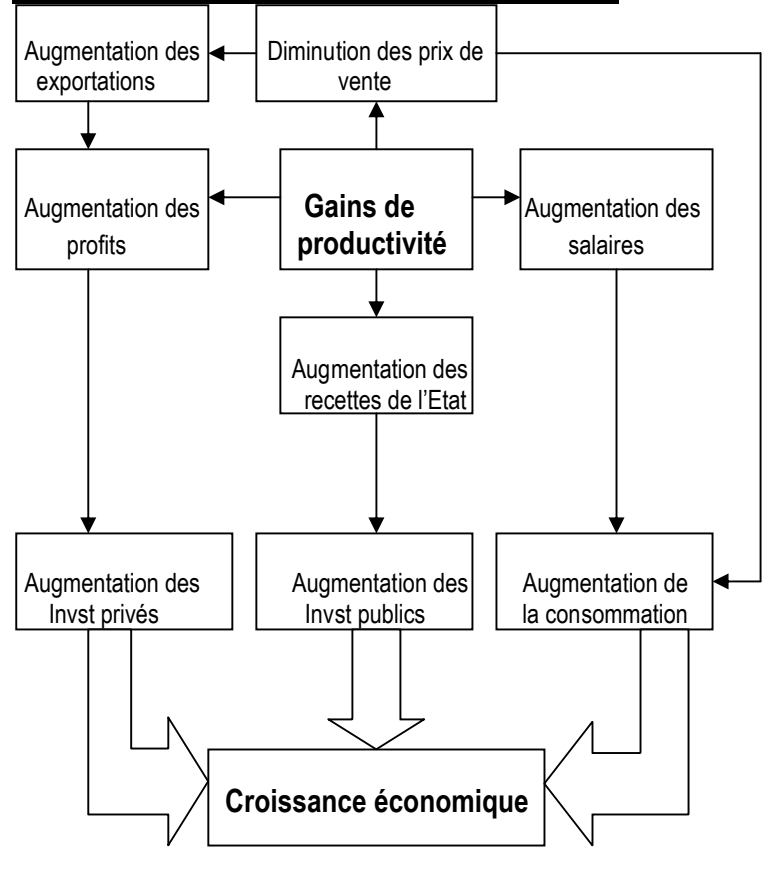 Augmentation des
exportations
Diminution des prix de
vente
Augmentation des
profits
Gains de
productivité
Augmentation des
salaires
Augmentation des
recettes de l’Etat
Augmentation des
Invst privés
Augmentation des
Invst publics
Augmentation de
la consommation
Croissance économique